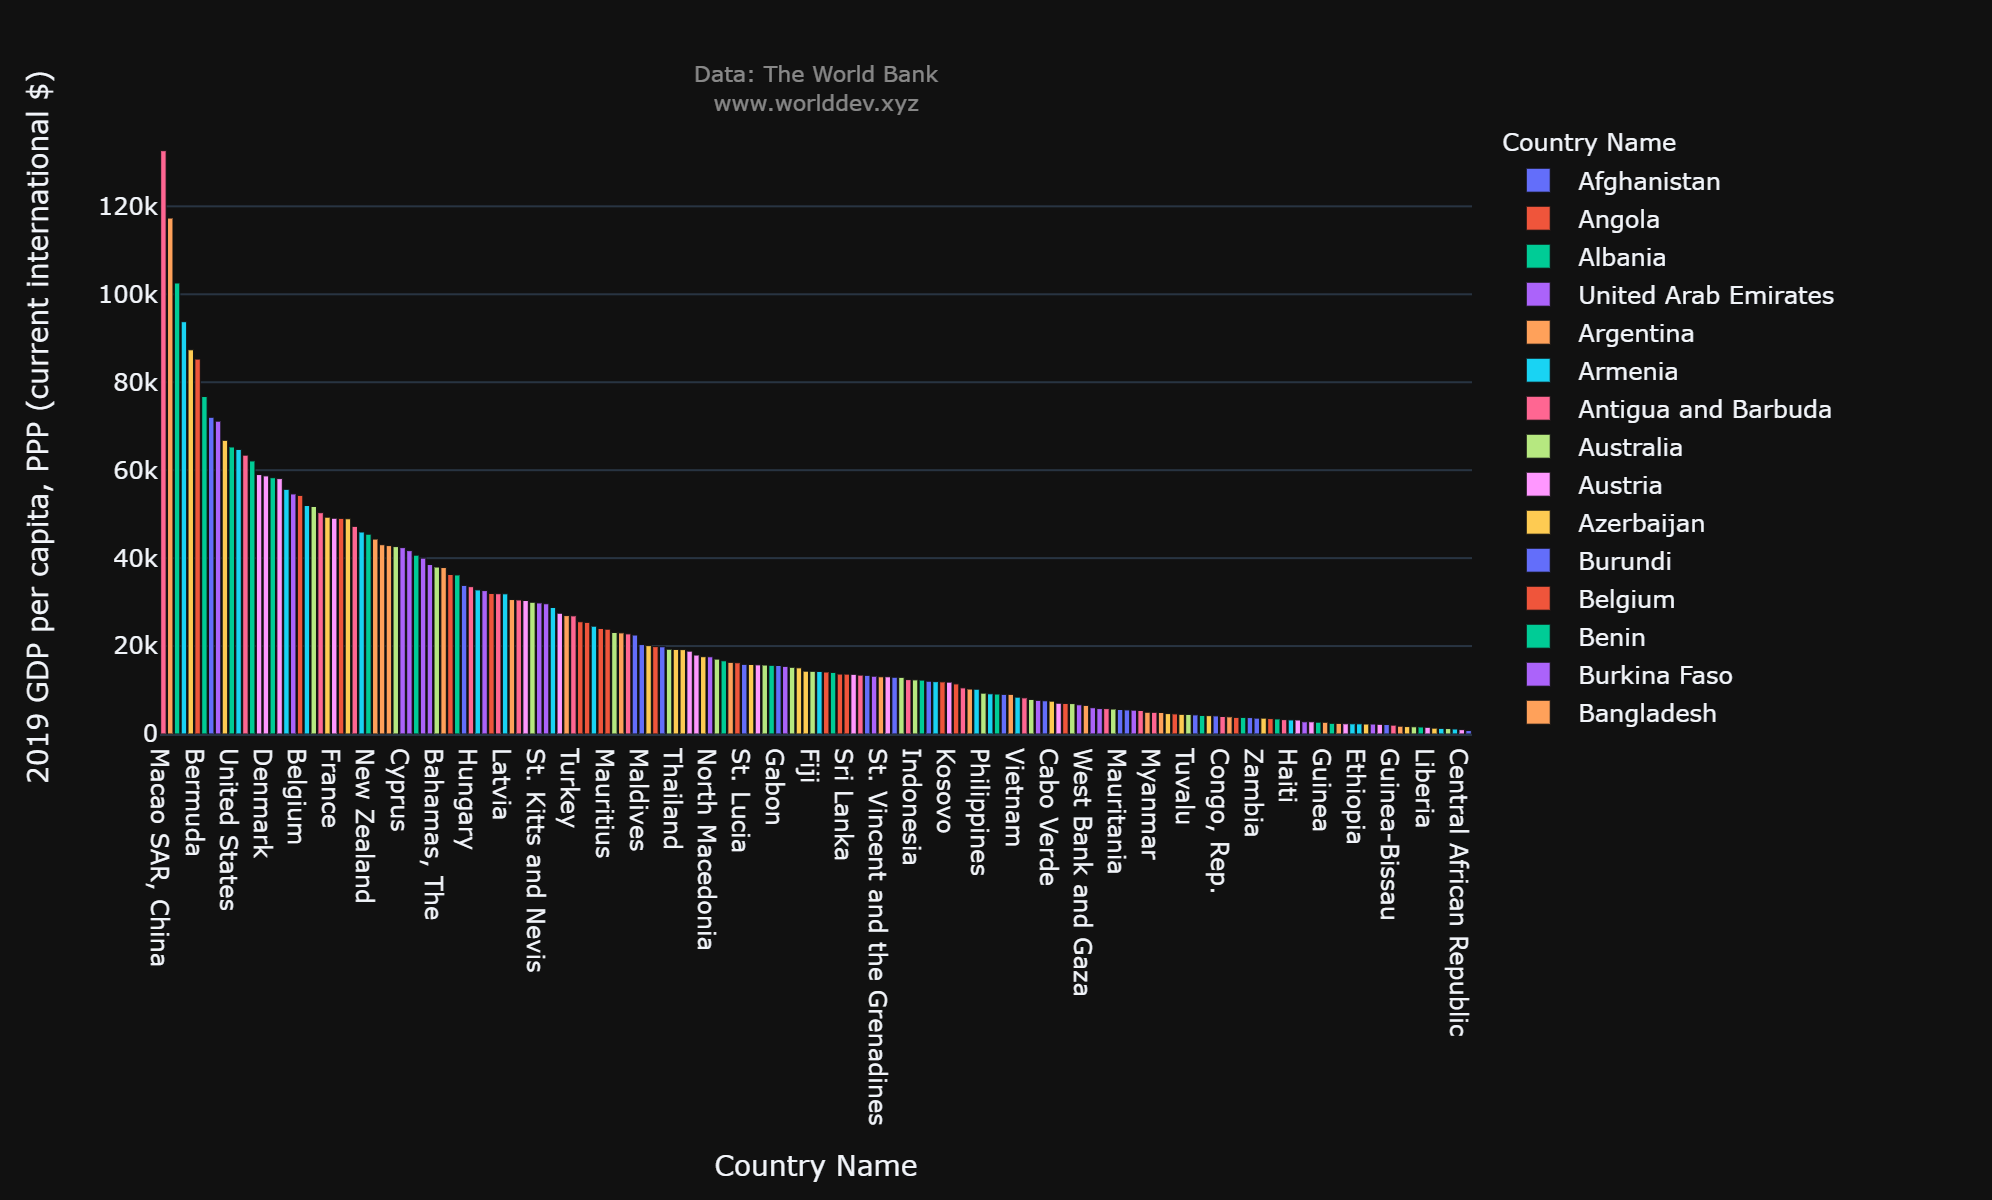 Data: The World Bank
www.worlddev.xyz
2019 GDP per capita, PPP (current international $)
120k
100k
80k
60k
40k
20k
0
Macao SAR, China
Bermuda
United States
Denmark
Belgium
France
New Zealand
Cyprus
Bahamas, The
Hungary
Latvia
St. Kitts and Nevis
Turkey
Mauritius
Maldives
Thailand
North Macedonia
St. Lucia
Gabon
Fiji
Sri Lanka
St. Vincent and the Grenadines
Indonesia
Kosovo
Philippines
Vietnam
Cabo Verde
West Bank and Gaza
Mauritania
Myanmar
Tuvalu
Congo, Rep.
Zambia
Haiti
Guinea
Ethiopia
Guinea-Bissau
Liberia
Central African Republic
Country Name
Country Name
Afghanistan
Angola
Albania
United Arab Emirates
Argentina
Armenia
Antigua and Barbuda
Australia
Austria
Azerbaijan
Burundi
Belgium
Benin
Burkina Faso
Bangladesh